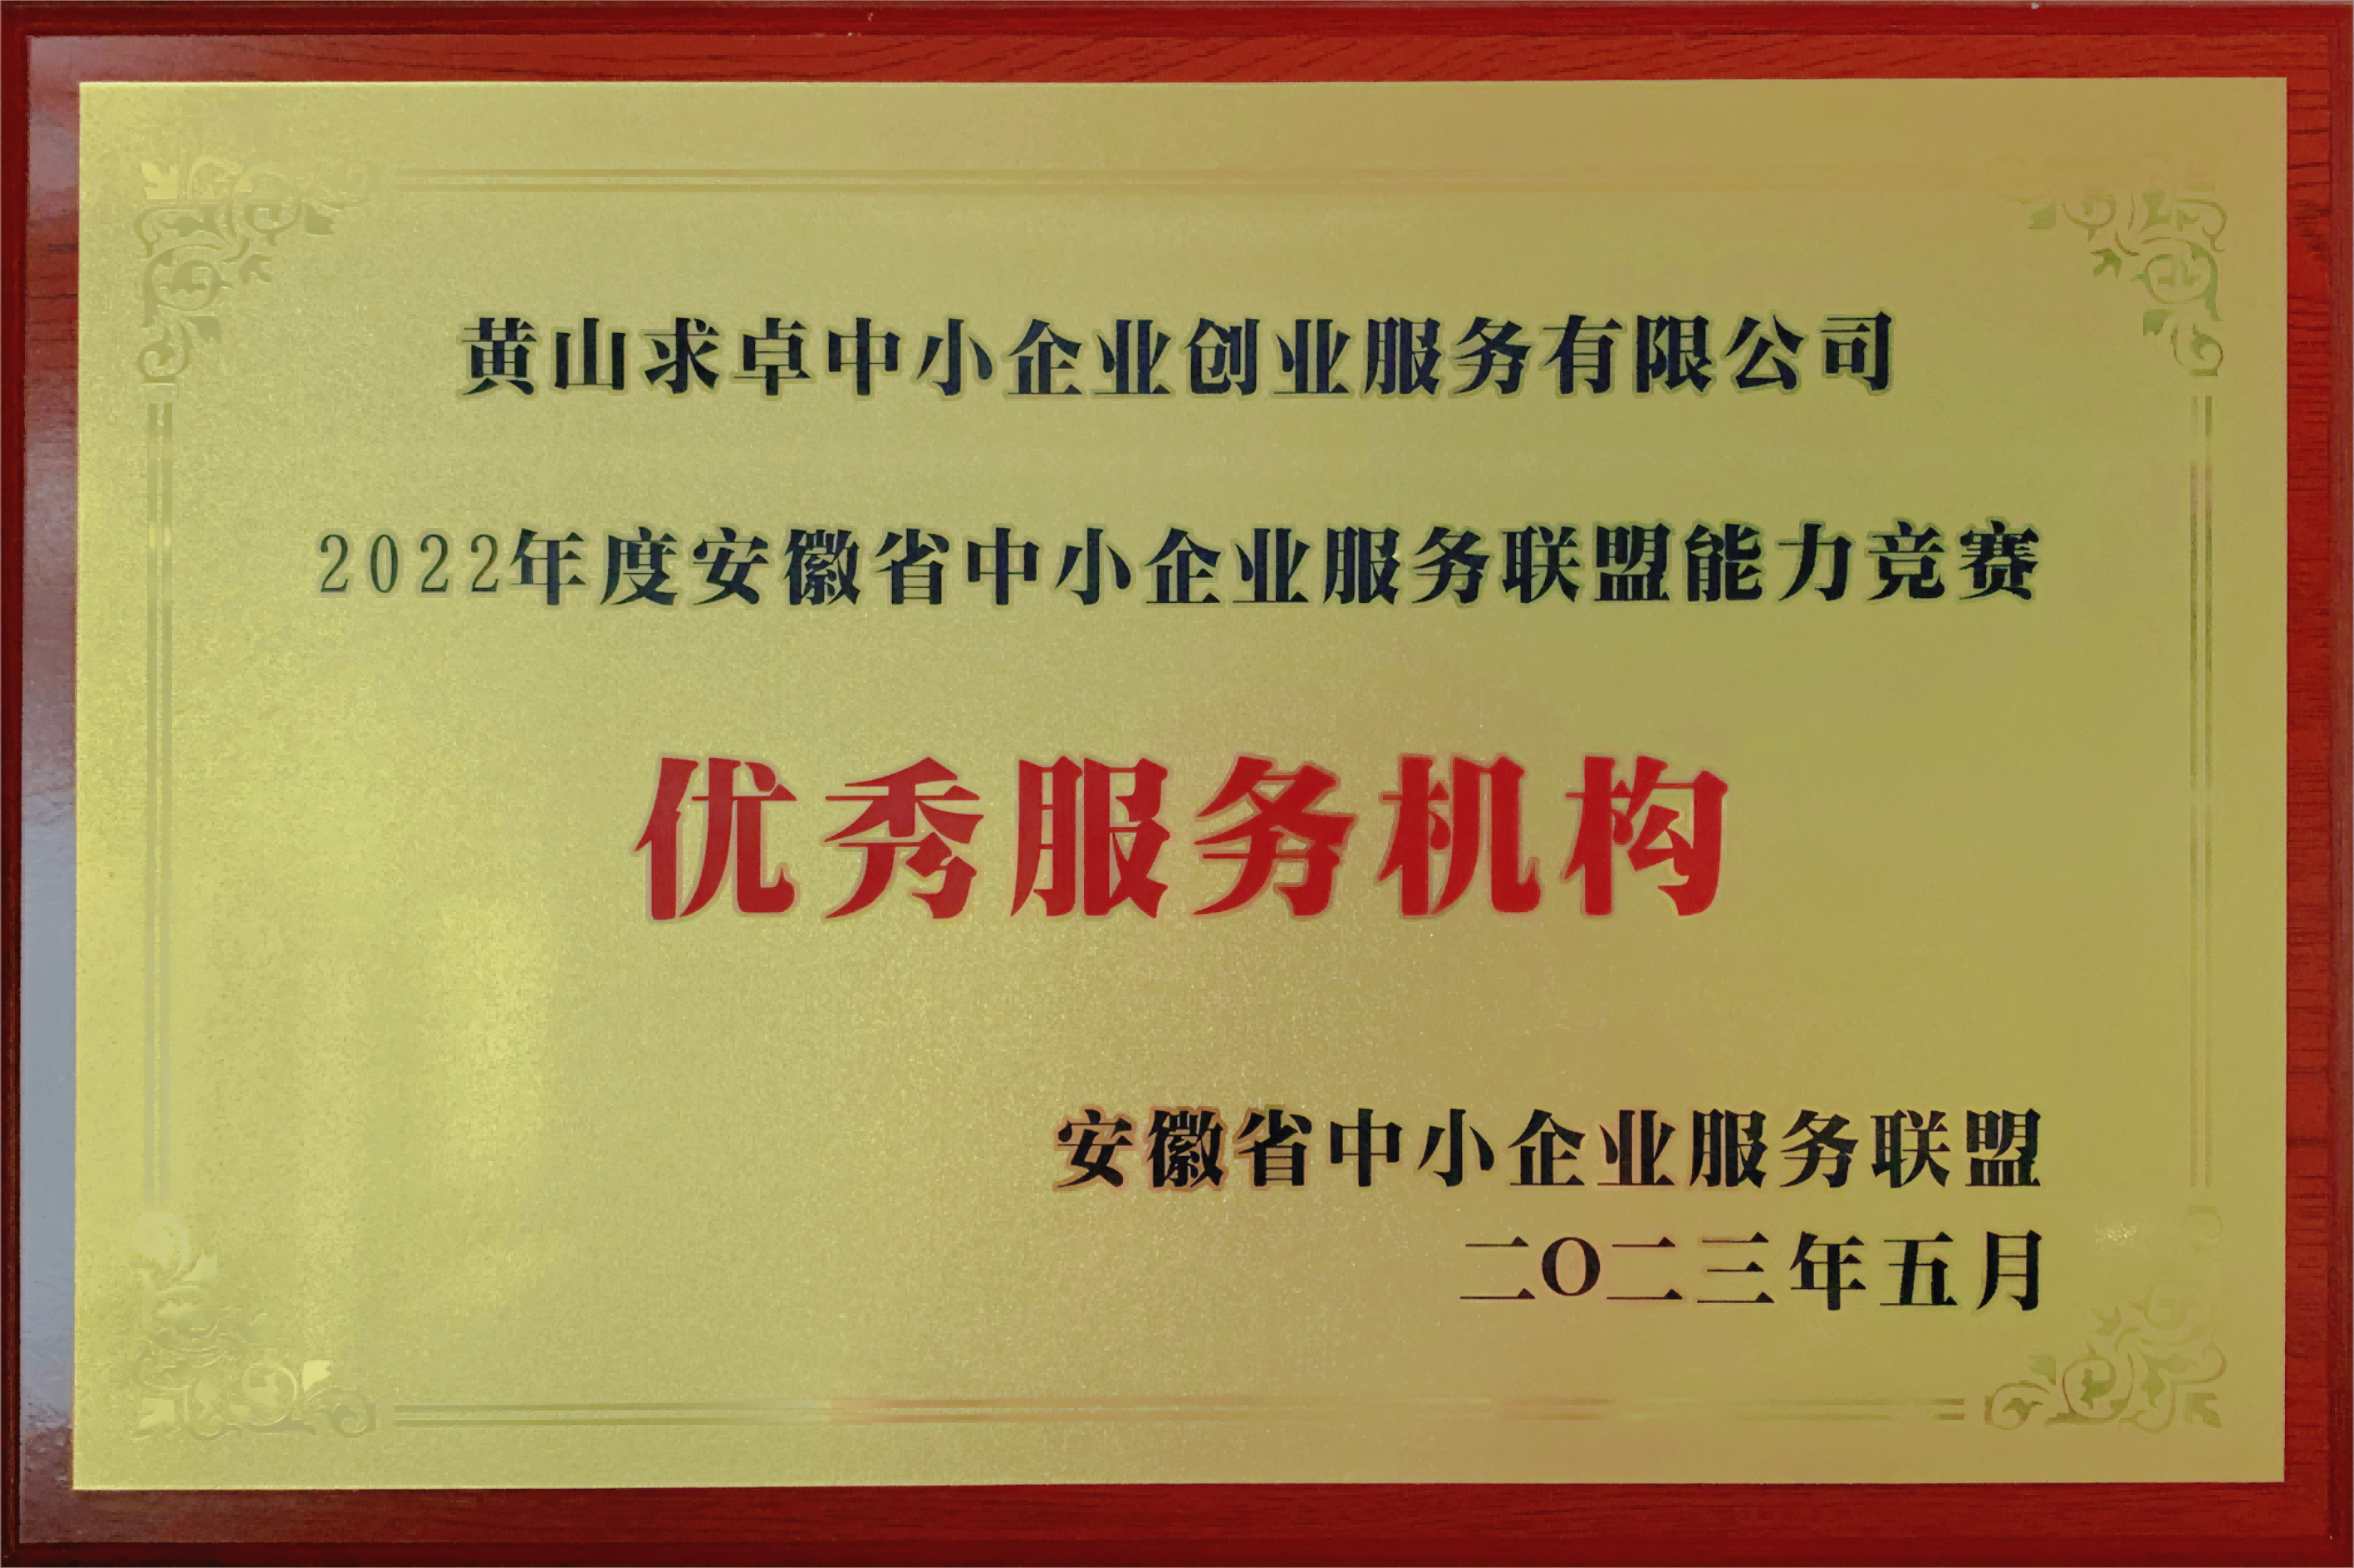 黄山求卓中小企业创业服务有限公司
2022年度安徽省中小企业服务联盟能力竞赛
优秀服务机构
安徽省中小企业服务联盟
二〇二三年五月